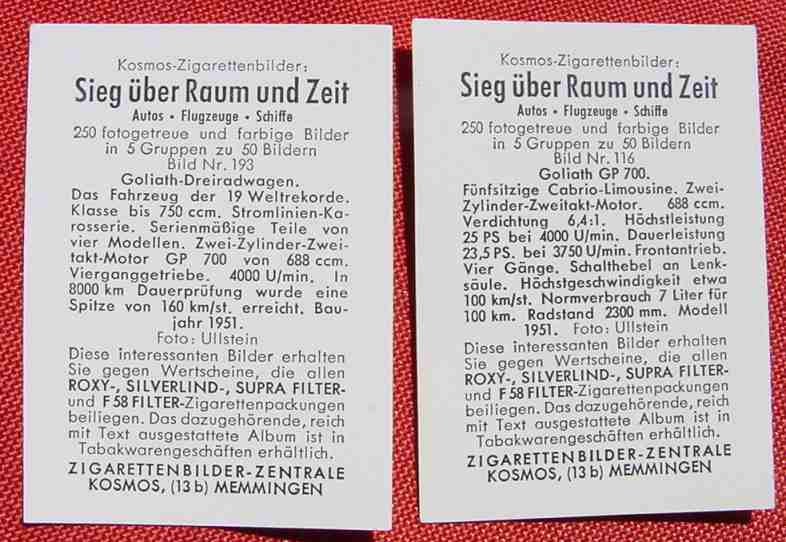 Kosmos-Zigarettenbilder:
Sieg über Raum und Zeit
Autos • Flugzeuge • Schiffe
250 fotogetreue und farbige Bilder
in 5 Gruppen zu 50 Bildern
Bild Nr. 193
Goliath-Dreiradwagen.
Das Fahrzeug der 19 Weltrekorde.
Klasse bis 750 ccm. Stromlinien-Ka-
rosserie. Serienmäßige Teile von
vier Modellen. Zwei-Zylinder-Zwei-
takt-Motor GP 700 von 688 ccm.
Vierganggetriebe. 4000 U/min. In
8000 km Dauerprüfung wurde eine
Spitze von 160 km/st. erreicht. Bau-
jahr 1951.
Foto: Ullstein
Diese interessanten Bilder erhalten
Sie gegen Wertscheine, die allen
ROXY-, SILVERLIND-, SUPRA FILTER-
und F 58 FILTER-Zigarettenpackungen
beiliegen. Das dazugehörende, reich
mit Text ausgestattete Album ist in
Tabakwarengeschäften erhältlich.
ZIGARETTENBILDER-ZENTRALE
KOSMOS, (13 b) MEMMINGEN
Kosmos-Zigarettenbilder:
Sieg über Raum und Zeit
Autos • Flugzeuge • Schiffe
250 fotogetreue und farbige Bilder
in 5 Gruppen zu 50 Bildern
Bild Nr. 116
Goliath GP 700.
Fünfsitzige Cabrio-Limousine. Zwei-
Zylinder-Zweitakt-Motor. 688 ccm.
Verdichtung 6,4:1. Höchstleistung
25 PS bei 4000 U/min. Dauerleistung
23,5 PS. bei 3750 U/min. Frontantrieb.
Vier Gänge. Schalthebel an Lenk-
säule. Höchstgeschwindigkeit etwa
100 km/st. Normverbrauch 7 Liter für
100 km. Radstand 2300 mm. Modell
1951. Foto: Ullstein
Diese interessanten Bilder erhalten
Sie gegen Wertscheine, die allen
ROXY-, SILVERLIND-, SUPRA FILTER-
und F 58 FILTER-Zigarettenpackungen
beiliegen. Das dazugehörende, reich
mit Text ausgestattete Album ist in
Tabakwarengeschäften erhältlich.
ZIGARETTENBILDER-ZENTRALE
KOSMOS, (13 b) MEMMINGEN